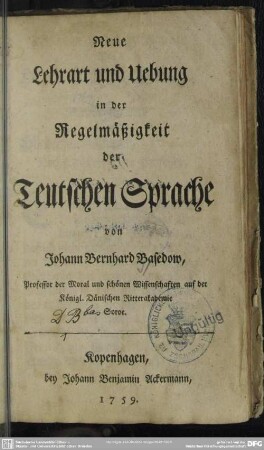 Neue
Lehrart und Uebung
in der
Regelmäßigkeit
der
Teutschen Sprache
von
Johann Bernhard Basedow,
Professor der Moral und schönen Wissenschaften auf der
Königl. Dänischen Ritterakademie
Soroe.
Kopenhagen,
bey Johann Benjamin Ackermann,
1759.